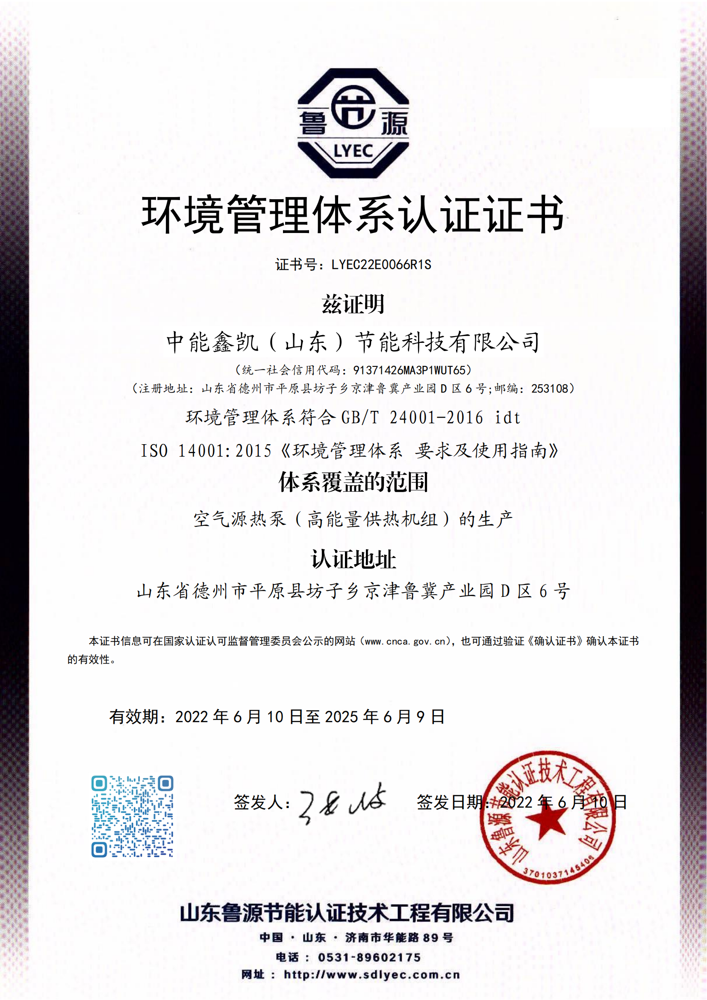 鲁 节 源
LYEC
环境管理体系认证证书
证书号：LYEC22E0066R1S
兹证明
中能鑫凯（山东）节能科技有限公司
（统一社会信用代码：91371426MA3P1WUT65）
（注册地址：山东省德州市平原县坊子乡京津鲁冀产业园 D 区 6 号;邮编：253108）
环境管理体系符合 GB/T 24001-2016 idt
ISO 14001:2015《环境管理体系 要求及使用指南》
体系覆盖的范围
空气源热泵（高能量供热机组）的生产
认证地址
山东省德州市平原县坊子乡京津鲁冀产业园 D 区 6 号
本证书信息可在国家认证认可监督管理委员会公示的网站（www.cnca.gov.cn），也可通过验证《确认证书》确认本证书
的有效性。
有效期：2022 年 6 月 10 日至 2025 年 6 月 9 日
签发人：
签发日期：2022 年 6 月 10 日
山东鲁源节能认证技术工程有限公司
3701037145406
山东鲁源节能认证技术工程有限公司
中国 · 山东 · 济南市华能路 89 号
电话 ： 0531-89602175
网址 ： http://www.sdlyec.com.cn